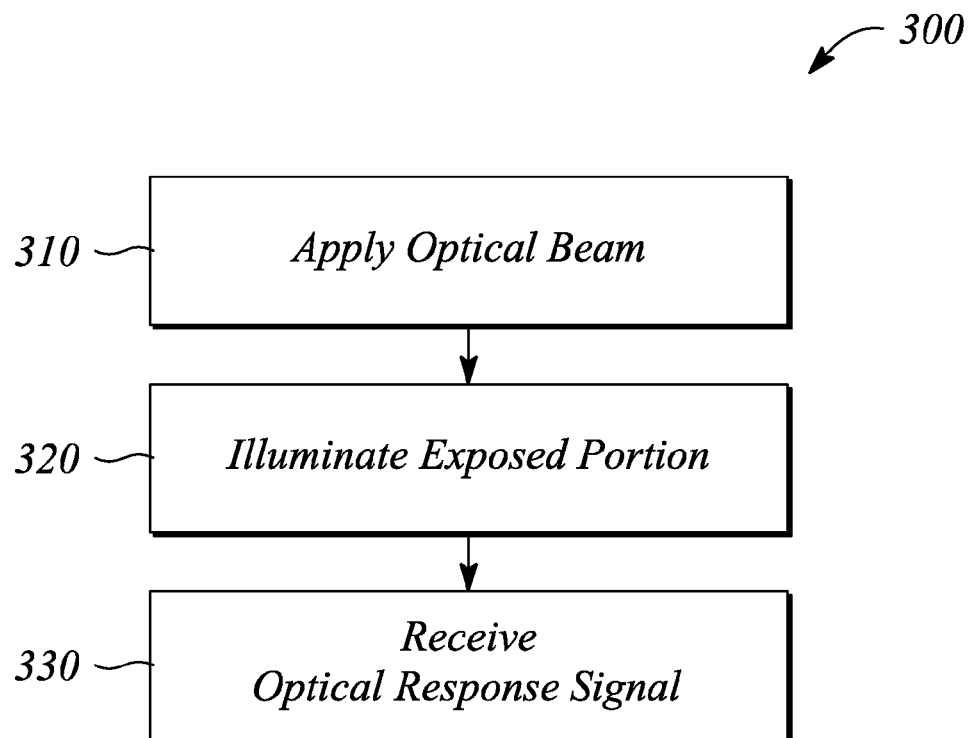 300
310
Apply Optical Beam
320
Illuminate Exposed Portion
330
Receive
Optical Response Signal